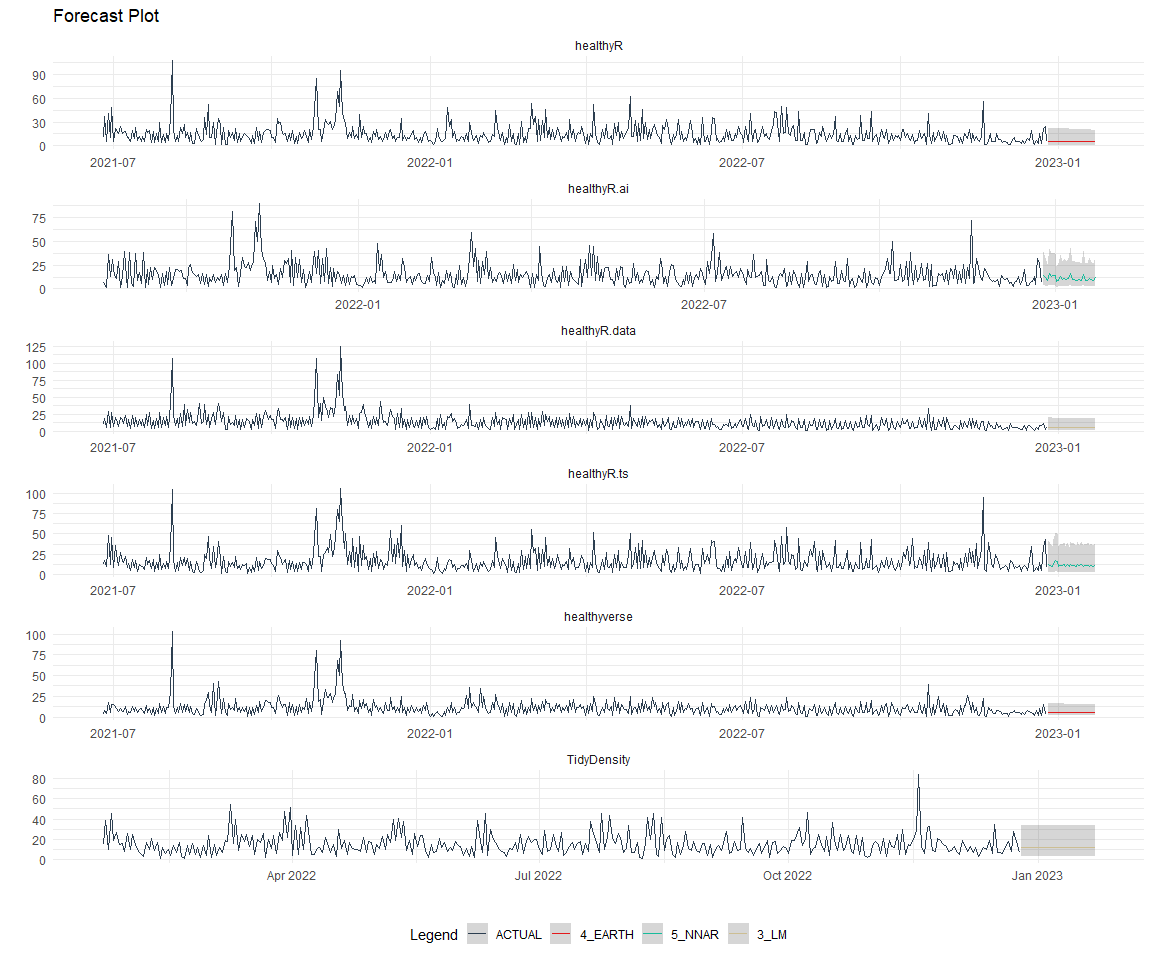 Forecast Plot
healthyR
90
60
30
0
2021-07 2022-01 2022-07 2023-01
healthyR.ai
75
50
25
0
2022-01 2022-07 2023-01
healthyR.data
125
100
75
50
25
0
2021-07 2022-01 2022-07 2023-01
healthyR.ts
100
75
50
25
0
2021-07 2022-01 2022-07 2023-01
healthyverse
100
75
50
25
0
2021-07 2022-01 2022-07 2023-01
TidyDensity
80
60
40
20
0
Apr 2022 Jul 2022 Oct 2022 Jan 2023
Legend ACTUAL 4_EARTH 5_NNAR 3_LM